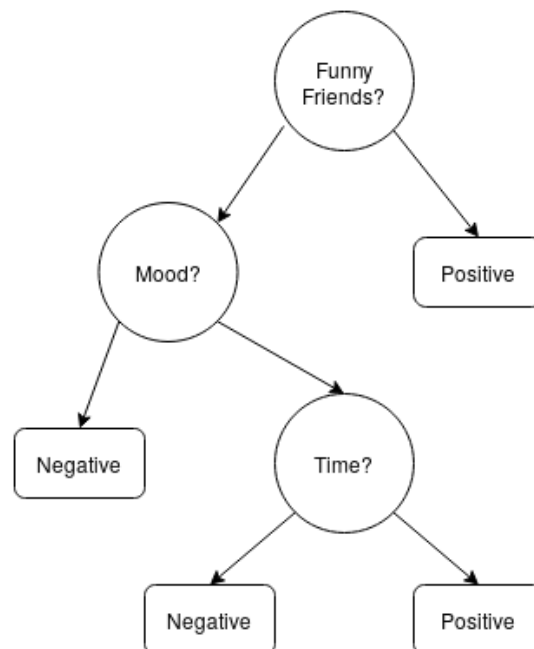 Funny
Friends?
Mood?
Positive
Negative
Time?
Negative
Positive